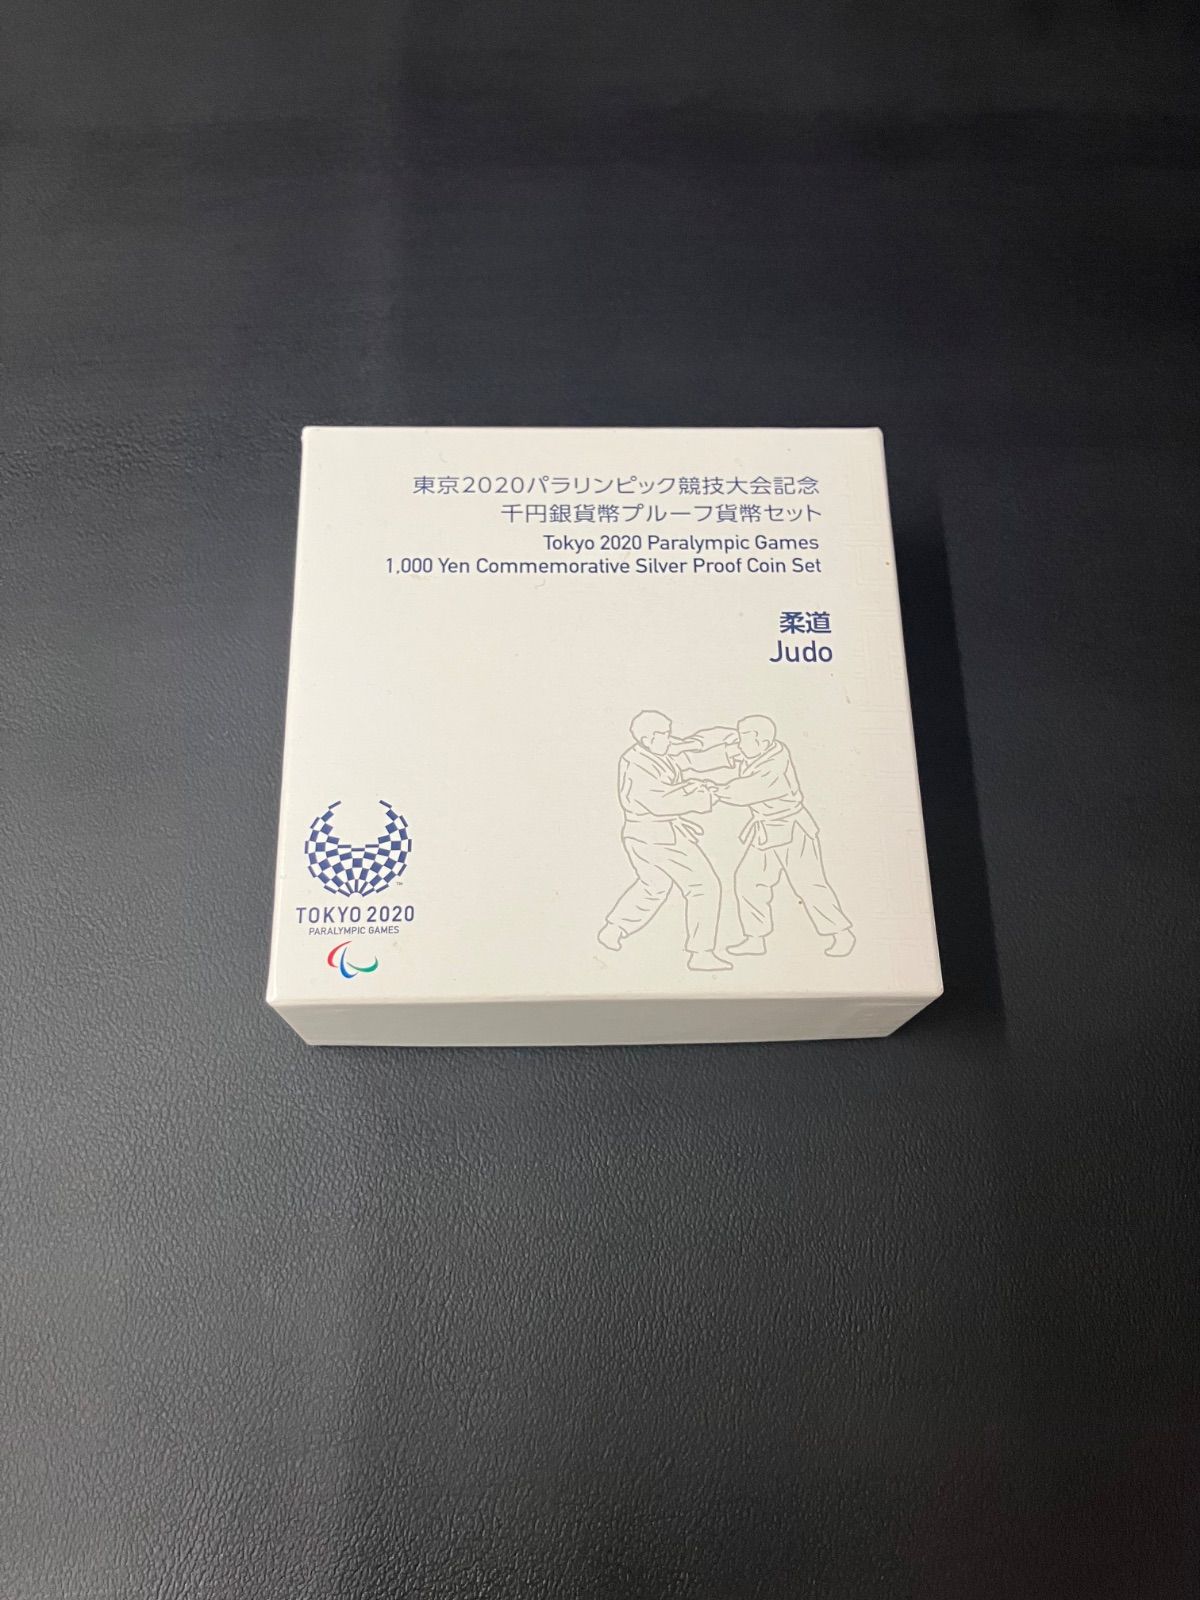 東京2020パラリンピック競技大会記念
千円銀貨幣プルーフ貨幣セット
Tokyo 2020 Paralympic Games
1,000 Yen Commemorative Silver Proof Coin Set
柔道
Judo
TM
TOKYO 2020
PARALYMPIC GAMES